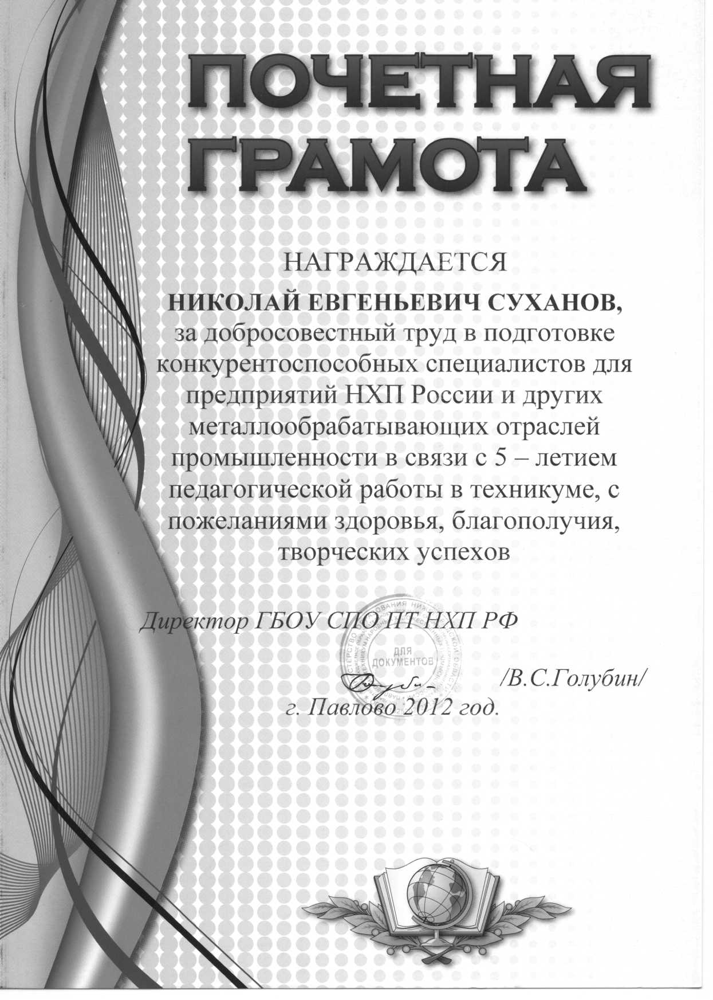 ПОЧЕТНАЯ
ГРАМОТА
НАГРАЖДАЕТСЯ
НИКОЛАЙ ЕВГЕНЬЕВИЧ СУХАНОВ,
за добросовестный труд в подготовке
конкурентоспособных специалистов для
предприятий НХП России и других
металлообрабатывающих отраслей
промышленности в связи с 5 – летием
педагогической работы в техникуме, с
пожеланиями здоровья, благополучия,
творческих успехов
Директор ГБОУ СПО ПТ НХП РФ
ДЛЯ
ДОКУМЕНТОВ
/В.С.Голубин/
г. Павлово 2012 год.